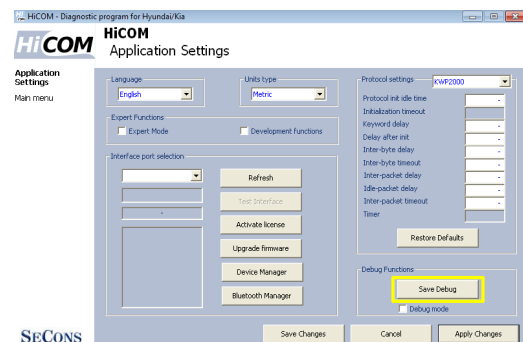 HiCOM - Diagnostic program for Hyundai/Kia
HiCOM
HiCOM
Application Settings
Application
Settings
Main menu
Language
English
Units type
Metric
Expert Functions
Expert Mode
Development functions
Interface port selection
Refresh
Test Interface
-
Activate license
Upgrade firmware
Device Manager
Bluetooth Manager
Protocol settings
KWP2000
Protocol init idle time -
Initialization timeout
Keyword delay -
Delay after init -
Inter-byte delay -
Inter-byte timeout -
Inter-packet delay -
Idle-packet delay -
Inter-packet timeout -
Timer
Restore Defaults
Debug Functions
Save Debug
Debug mode
SECONS
Save Changes
Cancel
Apply Changes